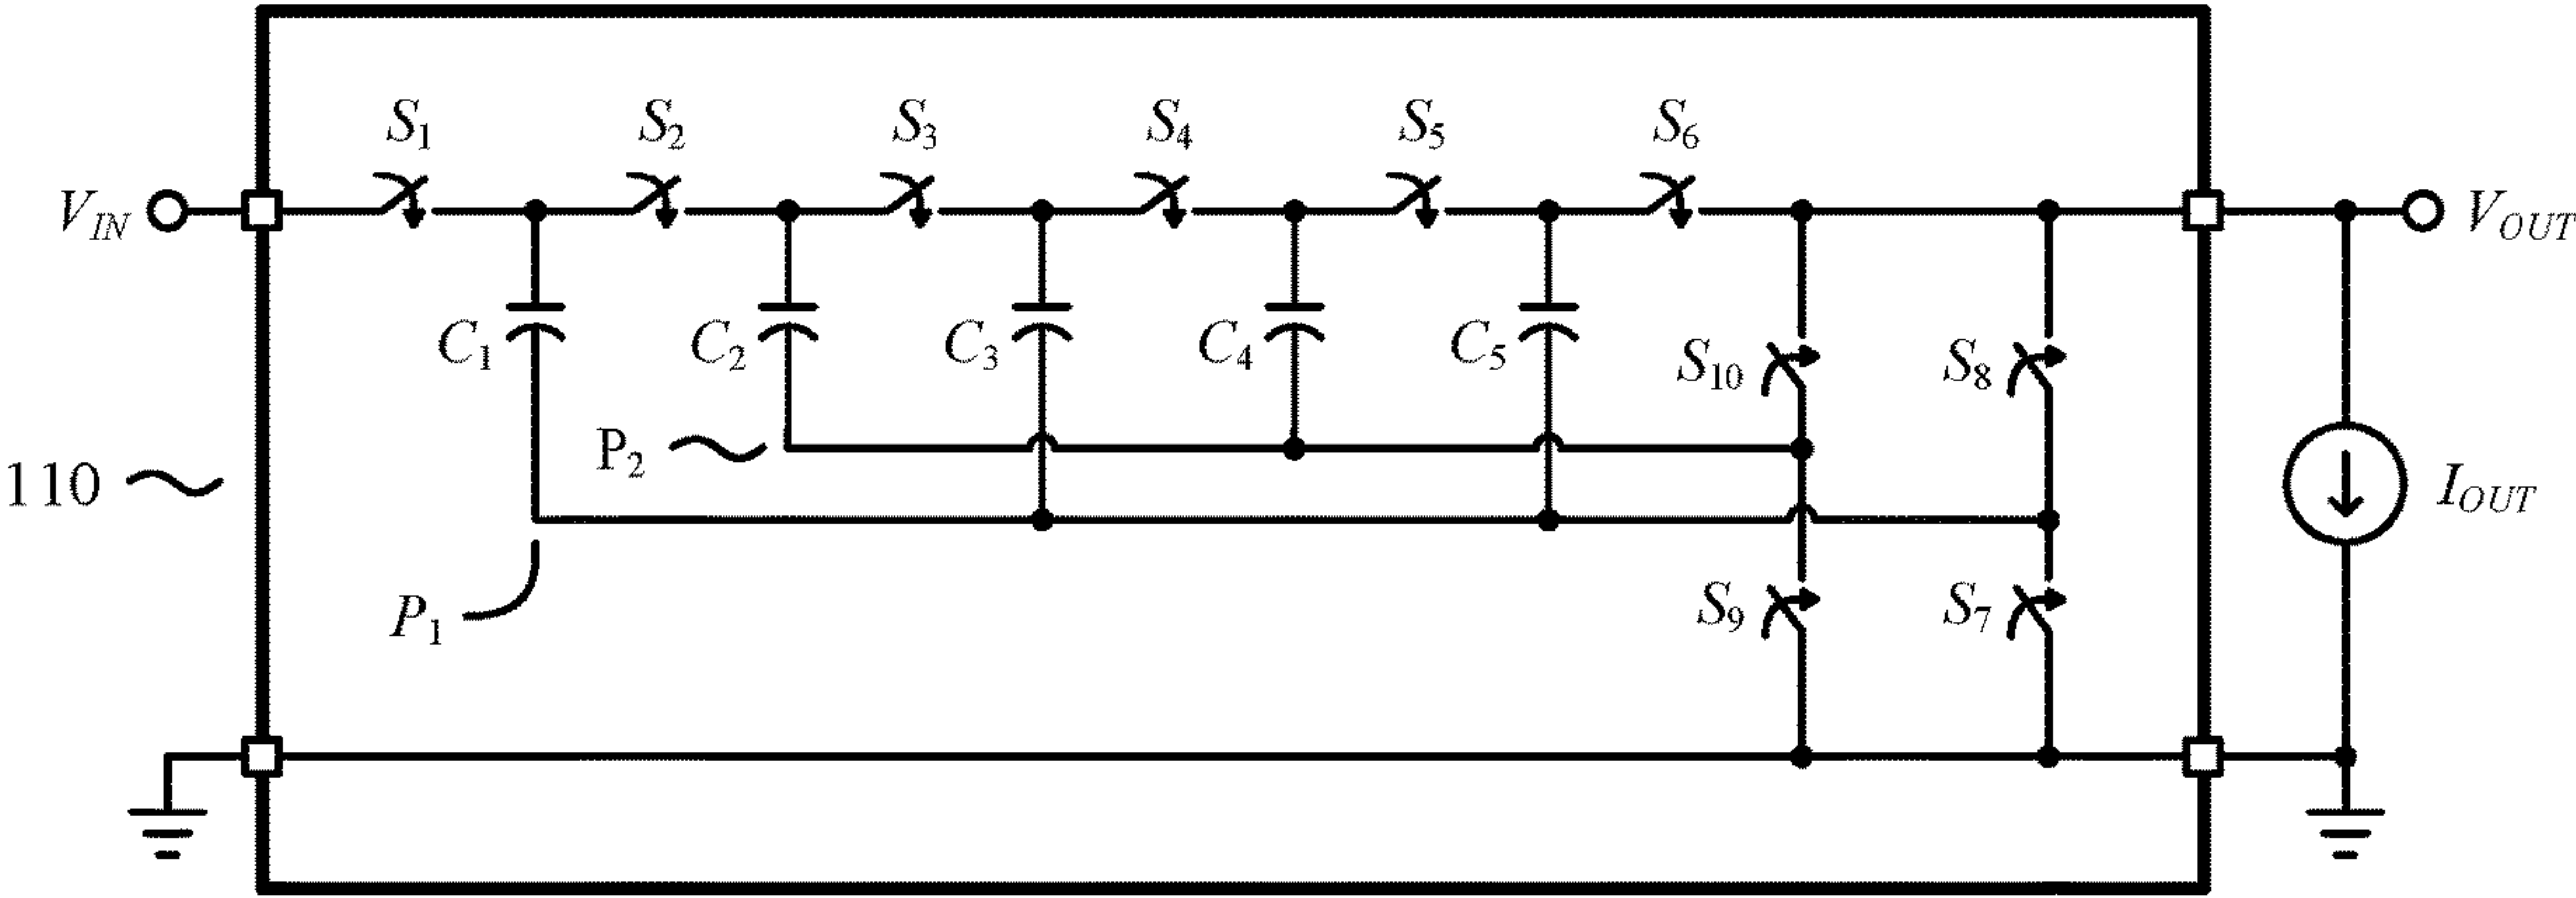 S1 S2 S3 S4 S5 S6
VIN VOUT
C1 C2 C3 C4 C5 S10 S8
P2
110 IOUT
P1 S9 S7